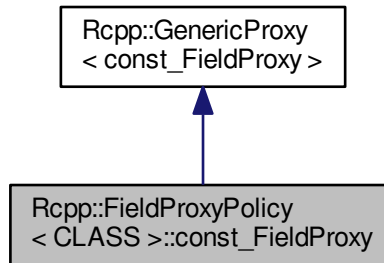 Rcpp::GenericProxy
< const_FieldProxy >
Rcpp::FieldProxyPolicy
< CLASS >::const_FieldProxy